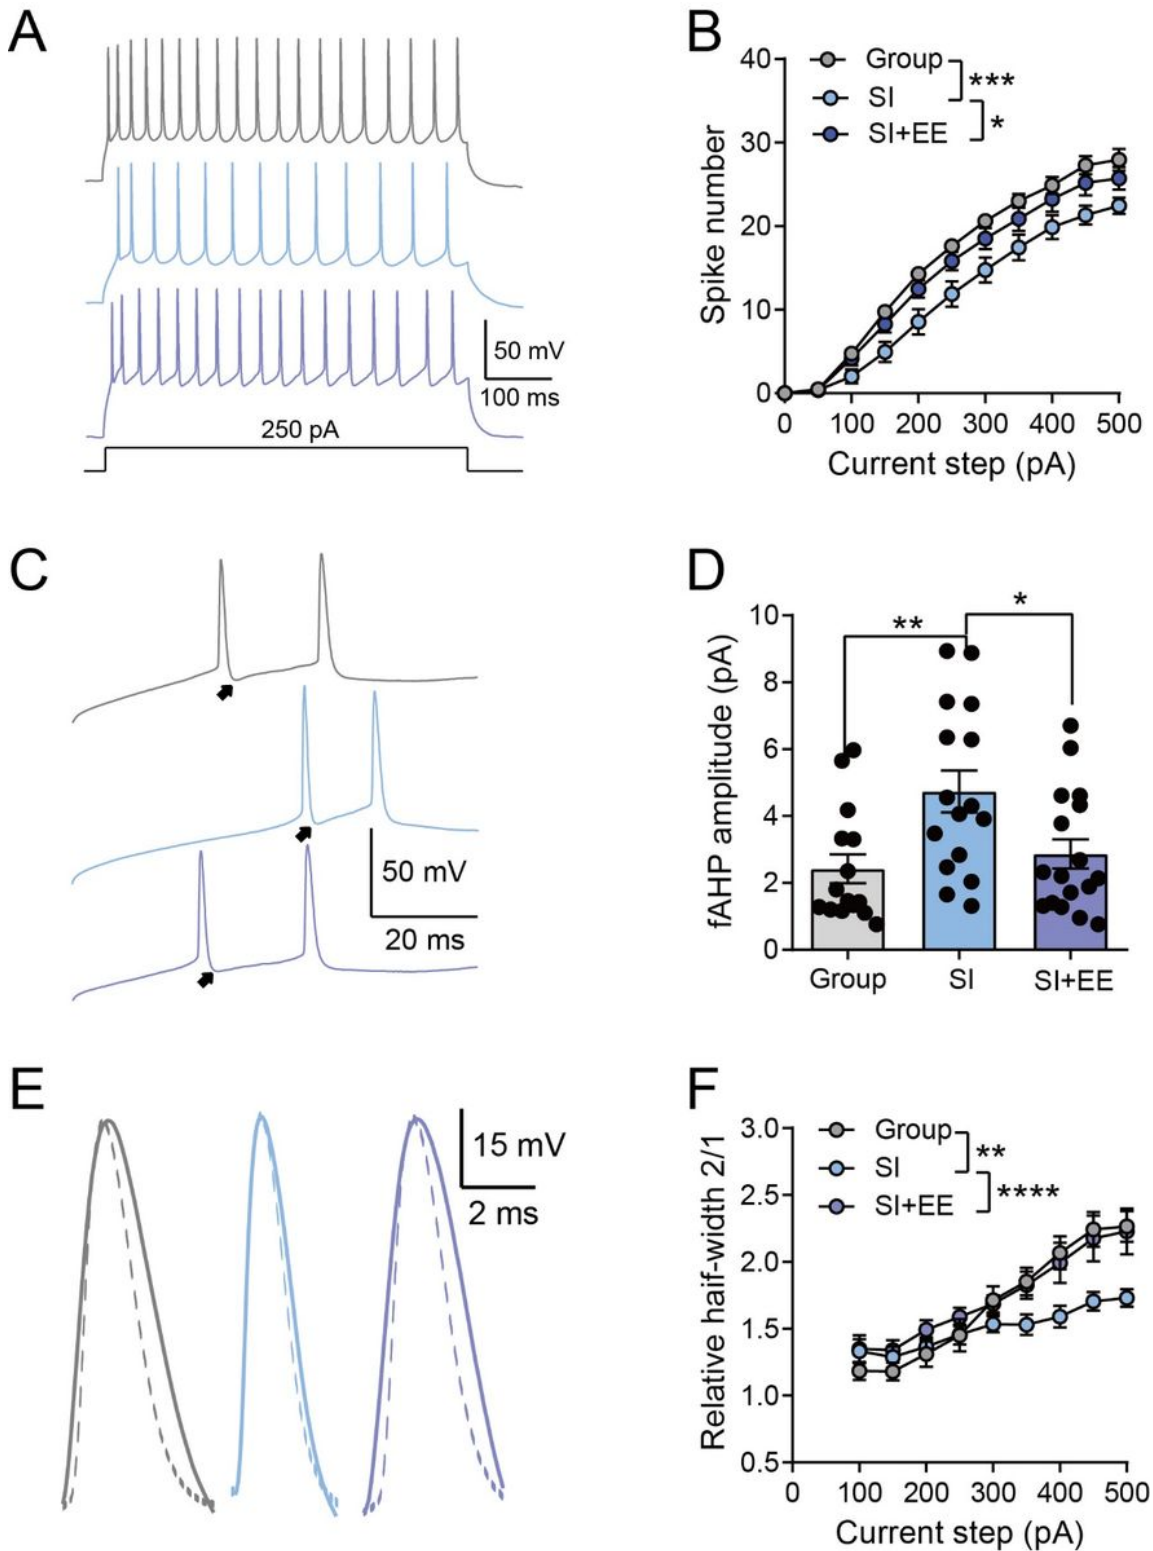 A
50 mV
100 ms
250 pA
B
Spike number
40
30
20
10
0
Group
***
SI
*
SI+EE
0 100 200 300 400 500
Current step (pA)
C
50 mV
20 ms
D
fAHP amplitude (pA)
10
8
6
4
2
0
** *
Group SI SI+EE
E
15 mV
2 ms
F
Relative half-width 2/1
3.0
2.5
2.0
1.5
1.0
0.5
Group
**
SI
****
SI+EE
0 100 200 300 400 500
Current step (pA)